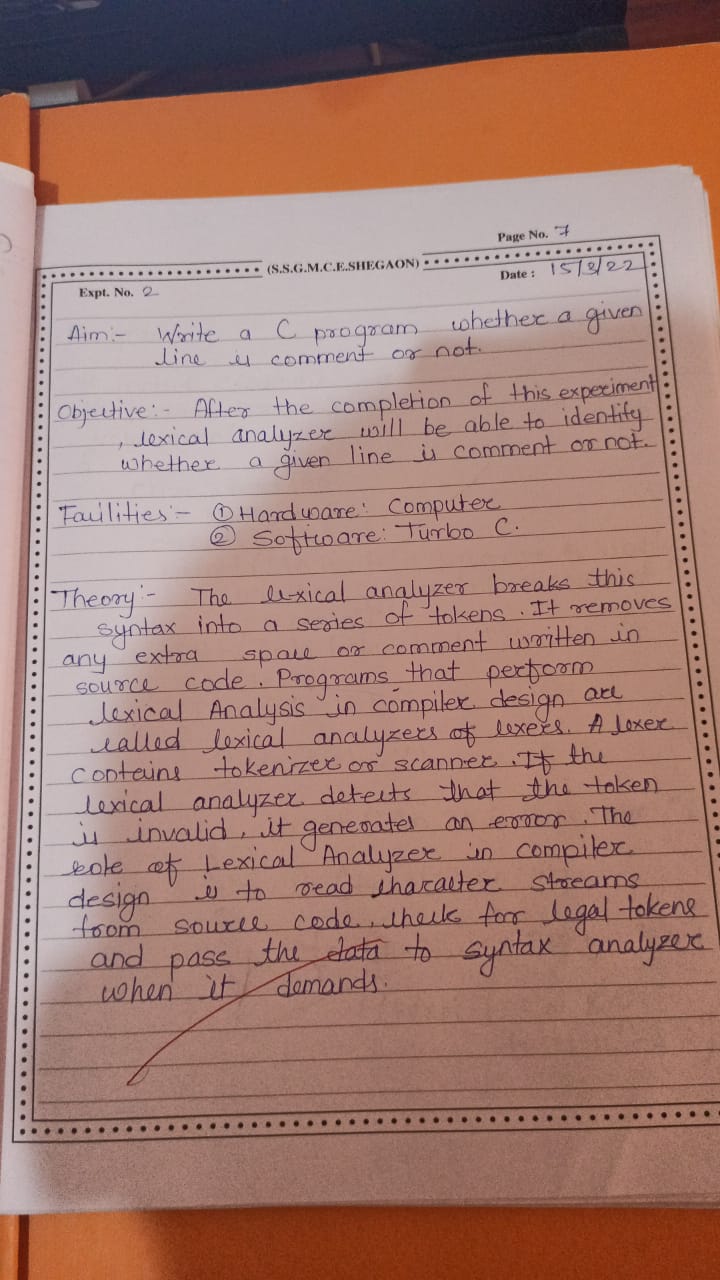 Page No. 7
(S.S.G.M.C.E.SHEGAON)
Expt. No. 2
Date : 15/3/22
Aim:- Write a C program whether a given
line is comment or not.
Objective:- After the completion of this experiment
, lexical analyzer will be able to identify
whether a given line is comment or not.
Facilities:- ① Hardware: Computer
② Software: Turbo C.
Theory:- The lexical analyzer breaks this
syntax into a series of tokens. It removes
any extra space or comment written in
source code. Programs that perform
lexical Analysis in compiler design are
called lexical analyzers of lexers. A lexer
contains tokenizer or scanner. If the
lexical analyzer detects that the token
is invalid, it generates an error. The
role of Lexical Analyzer in compiler
design is to read character streams
from source code, check for legal tokens
and pass the data to syntax analyzer
when it demands.